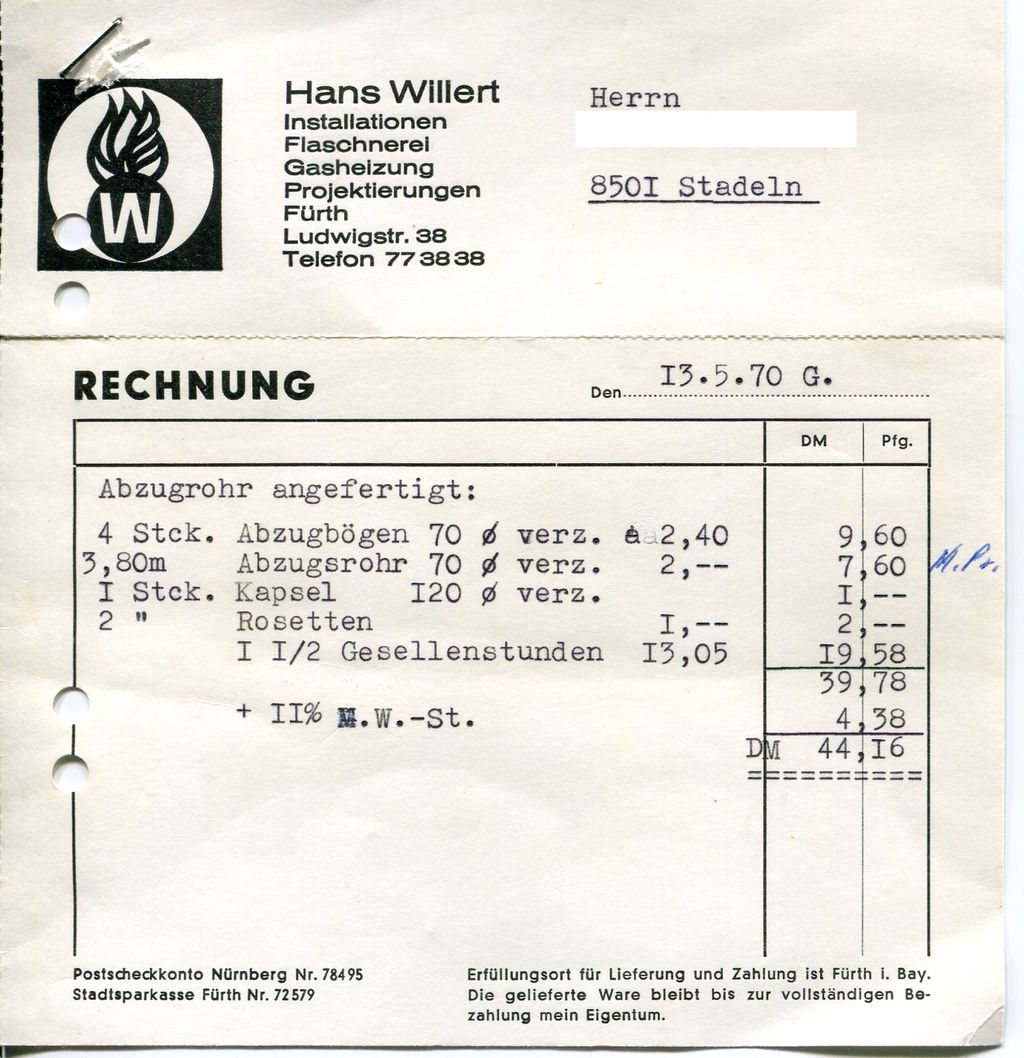 W
Hans Willert
Installationen
Flaschnerei
Gasheizung
Projektierungen
Fürth
Ludwigstr. 38
Telefon 77 38 38
Herrn
850I Stadeln
RECHNUNG
Den I3.5.70 G.
DM Pfg.
Abzugrohr angefertigt:
4 Stck. Abzugbögen 70 ø verz. àa2,40 9,60
3,80m Abzugsrohr 70 ø verz. 2,-- 7,60
I Stck. Kapsel I20 ø verz. I,--
2 " Rosetten I,-- 2,--
I I/2 Gesellenstunden I3,05 I9,58
39,78
+ II% M.W.-St. 4,38
DM 44,I6
==========
Postscheckkonto Nürnberg Nr. 78495
Stadtsparkasse Fürth Nr. 72579
Erfüllungsort für Lieferung und Zahlung ist Fürth i. Bay.
Die gelieferte Ware bleibt bis zur vollständigen Be-
zahlung mein Eigentum.